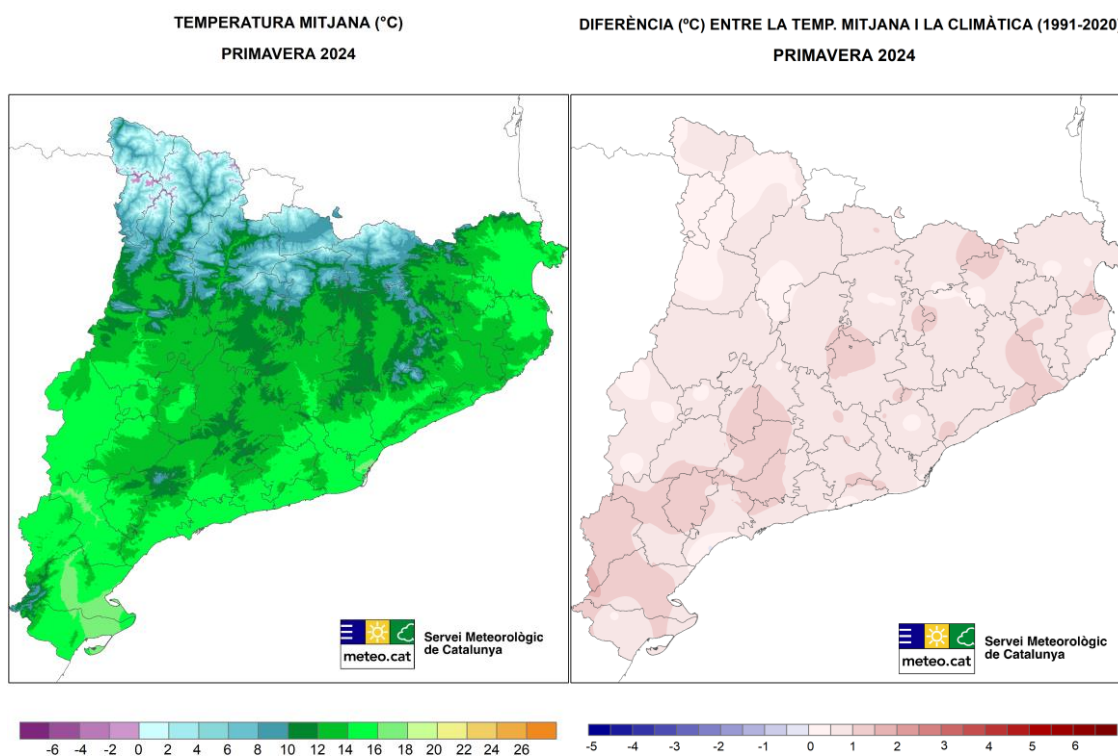 TEMPERATURA MITJANA (°C)
PRIMAVERA 2024
DIFERÈNCIA (ºC) ENTRE LA TEMP. MITJANA I LA CLIMÀTICA (1991-2020)
PRIMAVERA 2024
meteo.cat
Servei Meteorològic
de Catalunya
meteo.cat
Servei Meteorològic
de Catalunya
-6 -4 -2 0 2 4 6 8 10 12 14 16 18 20 22 24 26
-5 -4 -3 -2 -1 0 1 2 3 4 5 6